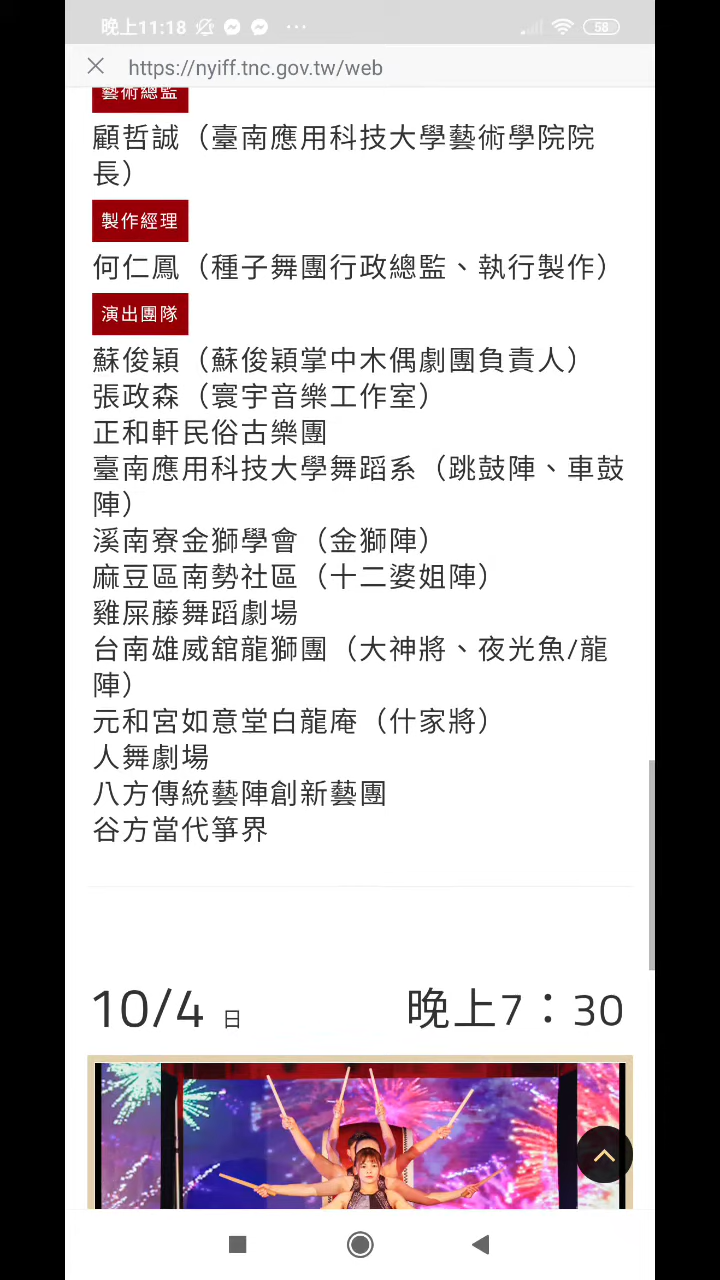 晚上11:18
58
https://nyiff.tnc.gov.tw/web
藝術總監
顧哲誠（臺南應用科技大學藝術學院院
長）
製作經理
何仁鳳（種子舞團行政總監、執行製作）
演出團隊
蘇俊穎（蘇俊穎掌中木偶劇團負責人）
張政森（寰宇音樂工作室）
正和軒民俗古樂團
臺南應用科技大學舞蹈系（跳鼓陣、車鼓
陣）
溪南寮金獅學會（金獅陣）
麻豆區南勢社區（十二婆姐陣）
雞屎藤舞蹈劇場
台南雄威舘龍獅團（大神將、夜光魚/龍
陣）
元和宮如意堂白龍庵（什家將）
人舞劇場
八方傳統藝陣創新藝團
谷方當代箏界
10/4 日
晚上7：30